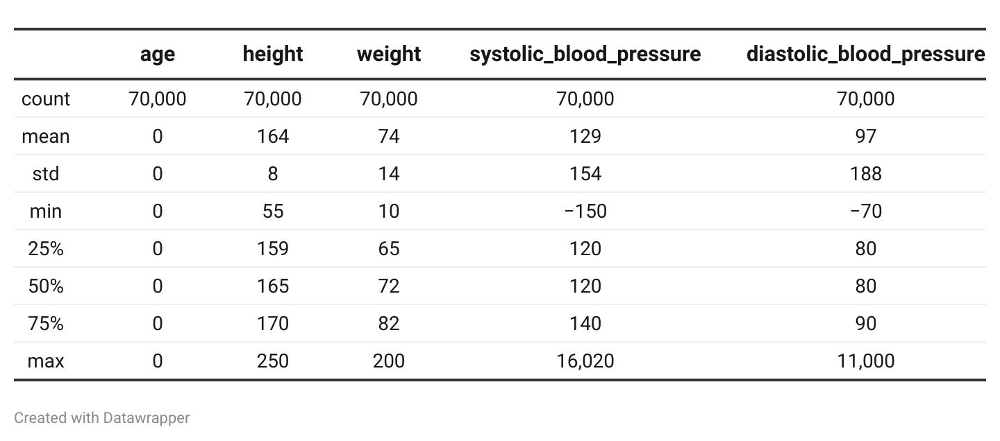 age height weight systolic_blood_pressure diastolic_blood_pressure
count 70,000 70,000 70,000 70,000 70,000
mean 0 164 74 129 97
std 0 8 14 154 188
min 0 55 10 −150 −70
25% 0 159 65 120 80
50% 0 165 72 120 80
75% 0 170 82 140 90
max 0 250 200 16,020 11,000
Created with Datawrapper